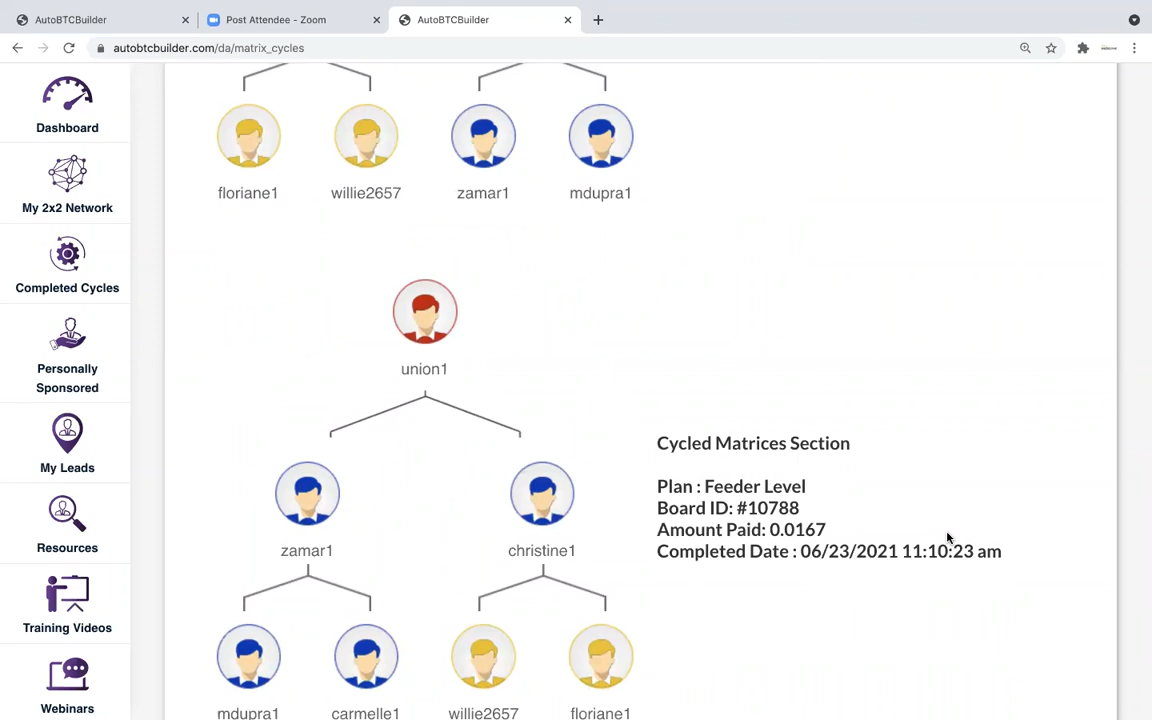 AutoBTCBuilder
Post Attendee - Zoom
AutoBTCBuilder
autobtcbuilder.com/da/matrix_cycles
Dashboard
My 2x2 Network
Completed Cycles
Personally
Sponsored
My Leads
Resources
Training Videos
Webinars
floriane1
willie2657
zamar1
mdupra1
union1
zamar1
christine1
mdupra1
carmelle1
willie2657
floriane1
Cycled Matrices Section
Plan : Feeder Level
Board ID: #10788
Amount Paid: 0.0167
Completed Date : 06/23/2021 11:10:23 am